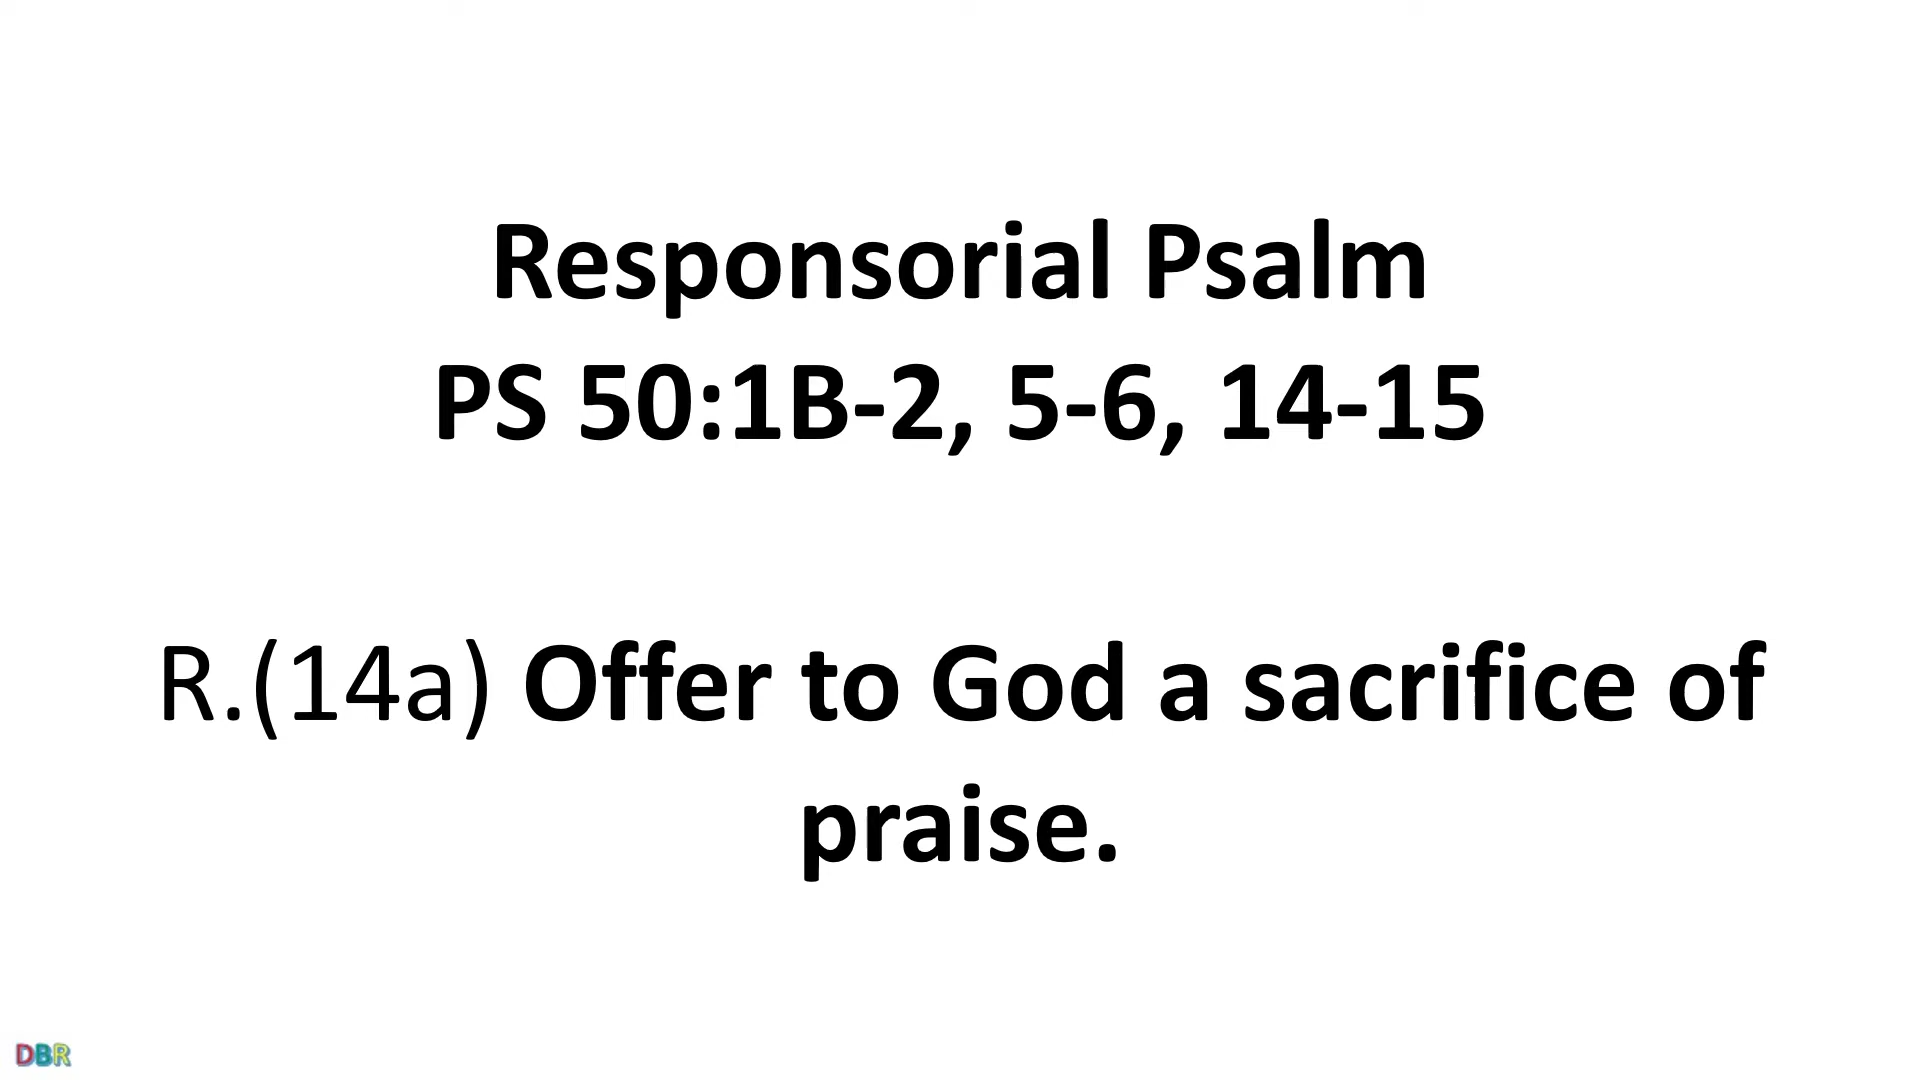 Responsorial Psalm
PS 50:1B-2, 5-6, 14-15
R.(14a) Offer to God a sacrifice of
praise.
DBR